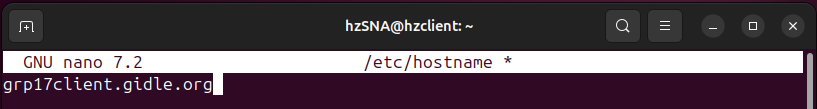 hzSNA@hzclient: ~
GNU nano 7.2 /etc/hostname *
grp17client.gidle.org